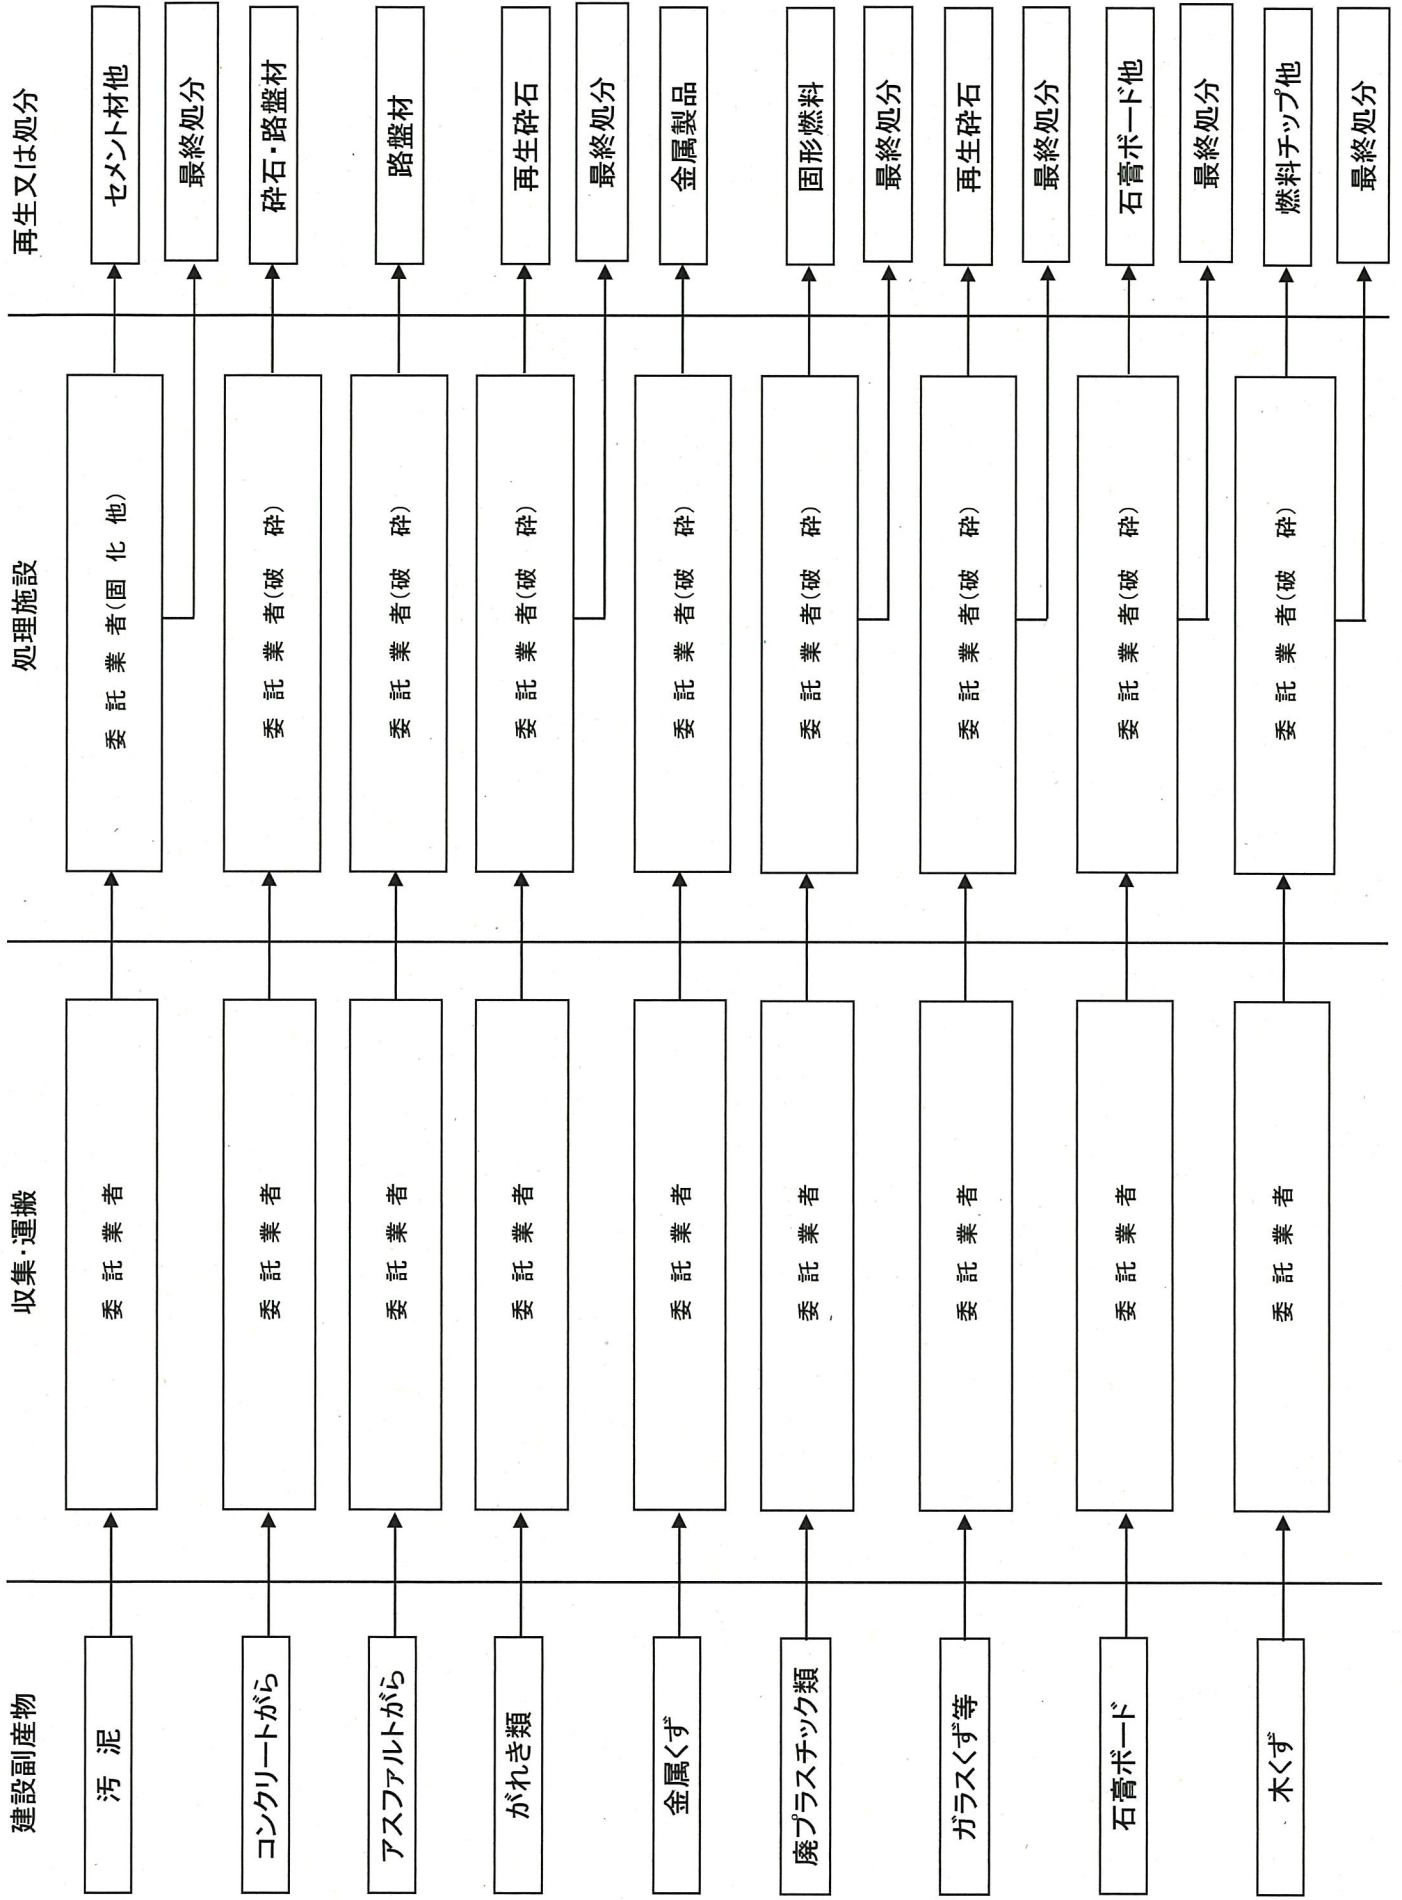 建設副産物
収集・運搬
処理施設
再生又は処分
汚 泥
委 託 業 者
委 託 業 者(固 化 他)
セメント材他
最終処分
コンクリートがら
委 託 業 者
委 託 業 者(破 砕)
砕石・路盤材
アスファルトがら
委 託 業 者
委 託 業 者(破 砕)
路盤材
がれき類
委 託 業 者
委 託 業 者(破 砕)
再生砕石
最終処分
金属くず
委 託 業 者
委 託 業 者(破 砕)
金属製品
廃プラスチック類
委 託 業 者
委 託 業 者(破 砕)
固形燃料
最終処分
ガラスくず等
委 託 業 者
委 託 業 者(破 砕)
再生砕石
最終処分
石膏ボード
委 託 業 者
委 託 業 者(破 砕)
石膏ボード他
最終処分
木くず
委 託 業 者
委 託 業 者(破 砕)
燃料チップ他
最終処分